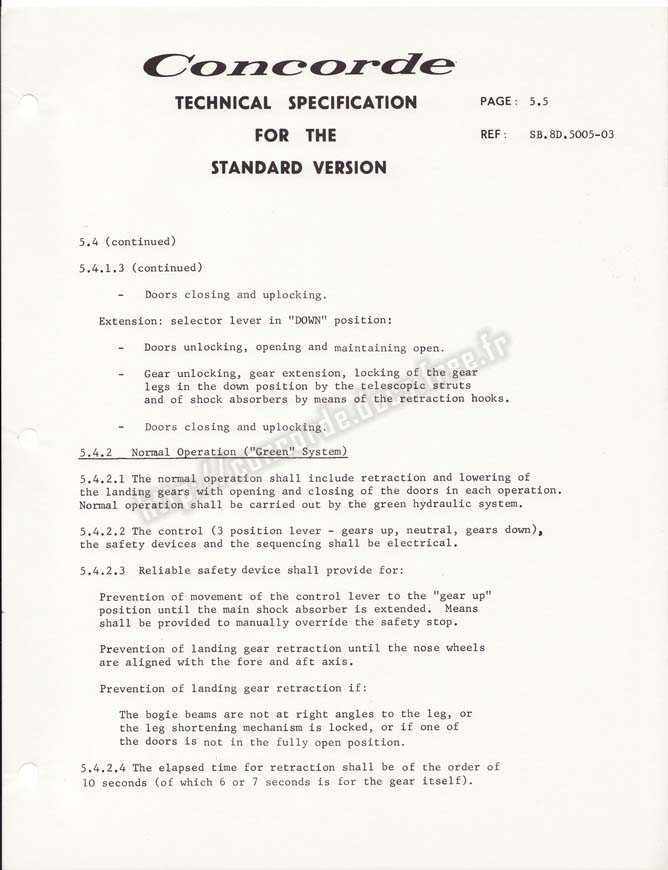 Concorde
TECHNICAL SPECIFICATION
FOR THE
STANDARD VERSION
PAGE: 5.5
REF: SB.8D.5005-03
5.4 (continued)
5.4.1.3 (continued)
- Doors closing and uplocking.
Extension: selector lever in "DOWN" position:
- Doors unlocking, opening and maintaining open.
- Gear unlocking, gear extension, locking of the gear
legs in the down position by the telescopic struts
and of shock absorbers by means of the retraction hooks.
- Doors closing and uplocking.
5.4.2 Normal Operation ("Green" System)
5.4.2.1 The normal operation shall include retraction and lowering of
the landing gears with opening and closing of the doors in each operation.
Normal operation shall be carried out by the green hydraulic system.
5.4.2.2 The control (3 position lever - gears up, neutral, gears down),
the safety devices and the sequencing shall be electrical.
5.4.2.3 Reliable safety device shall provide for:
Prevention of movement of the control lever to the "gear up"
position until the main shock absorber is extended. Means
shall be provided to manually override the safety stop.
Prevention of landing gear retraction until the nose wheels
are aligned with the fore and aft axis.
Prevention of landing gear retraction if:
The bogie beams are not at right angles to the leg, or
the leg shortening mechanism is locked, or if one of
the doors is not in the fully open position.
5.4.2.4 The elapsed time for retraction shall be of the order of
10 seconds (of which 6 or 7 seconds is for the gear itself).